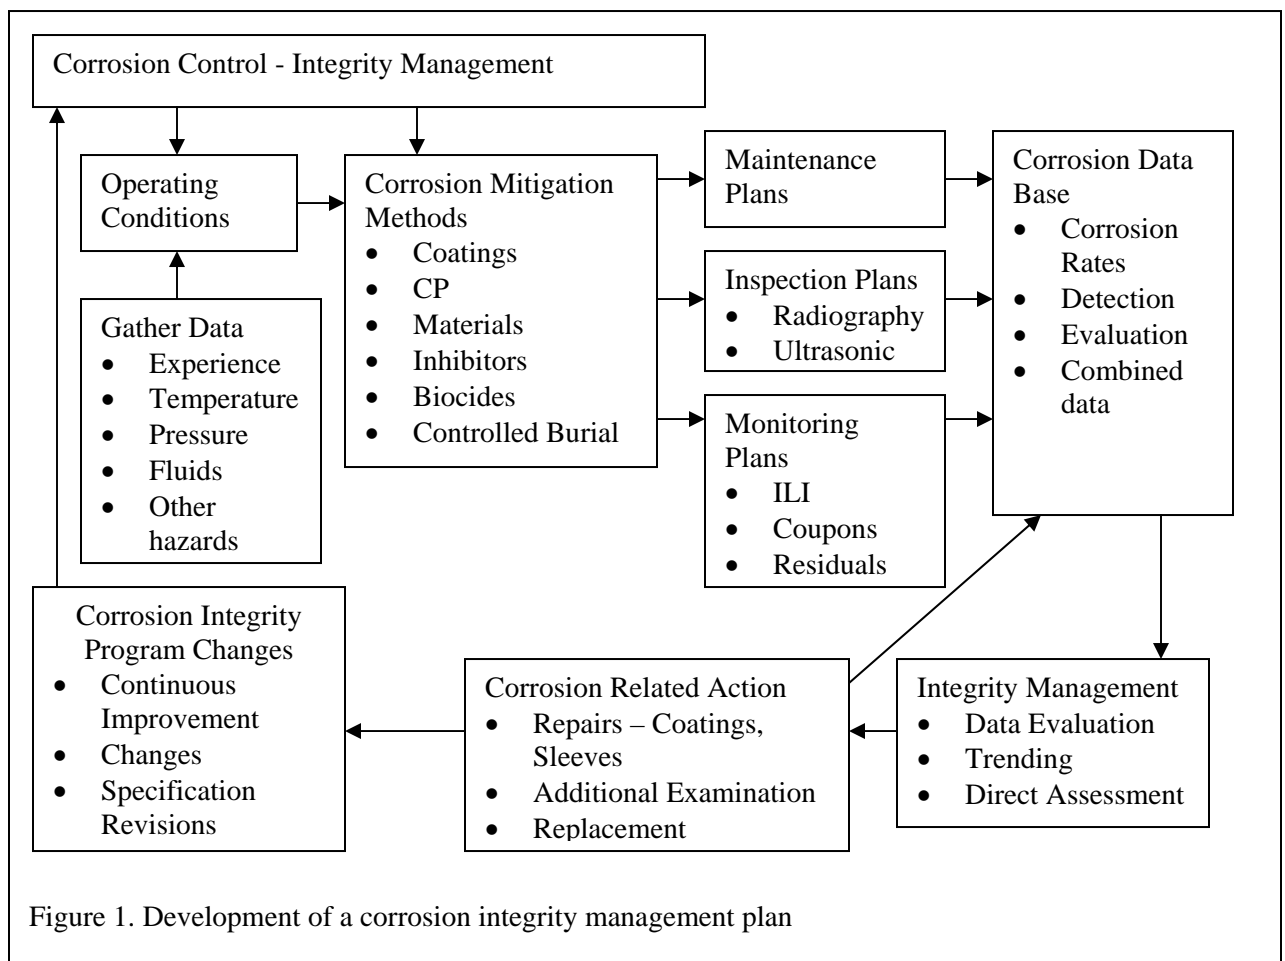 Corrosion Control - Integrity Management
Operating
Conditions
Gather Data
• Experience
• Temperature
• Pressure
• Fluids
• Other
hazards
Corrosion Mitigation
Methods
• Coatings
• CP
• Materials
• Inhibitors
• Biocides
• Controlled Burial
Maintenance
Plans
Inspection Plans
• Radiography
• Ultrasonic
Monitoring
Plans
• ILI
• Coupons
• Residuals
Corrosion Data
Base
• Corrosion
Rates
• Detection
• Evaluation
• Combined
data
Integrity Management
• Data Evaluation
• Trending
• Direct Assessment
Corrosion Related Action
• Repairs – Coatings,
Sleeves
• Additional Examination
• Replacement
Corrosion Integrity
Program Changes
• Continuous
Improvement
• Changes
• Specification
Revisions
Figure 1. Development of a corrosion integrity management plan